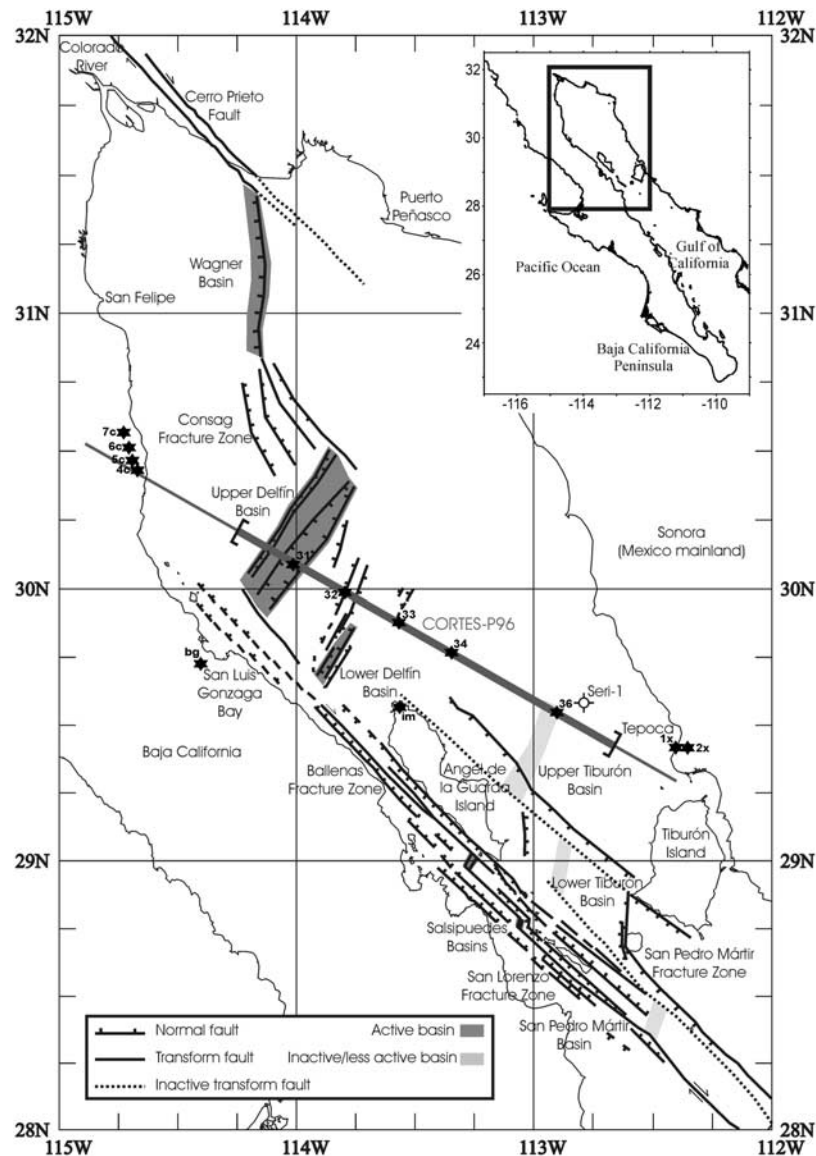 115W
114W
113W
112W
32N
Colorado
River
Cerro Prieto
Fault
Puerto
Peñasco
Wagner
Basin
31N
San Felipe
Consag
Fracture Zone
7c
6c
5c
4c
Upper Delfín
Basin
Sonora
(Mexico mainland)
31
30N
32
33
CORTES-P96
34
bg
San Luis
Gonzaga
Bay
Lower Delfín
Basin
im
Seri-1
36
Tepoca
1x
2x
Baja California
Ballenas
Fracture Zone
Angel de
la Guarda
Island
Upper Tiburón
Basin
Tiburón
Island
29N
Lower Tiburón
Basin
Salsipuedes
Basins
San Pedro Mártir
Fracture Zone
San Lorenzo
Fracture Zone
San Pedro Mártir
Basin
Normal fault
Active basin
Transform fault
Inactive/less active basin
Inactive transform fault
28N
115W
114W
113W
112W
32
30
28
26
24
Gulf of
California
Pacific Ocean
Baja California
Peninsula
-116
-114
-112
-110